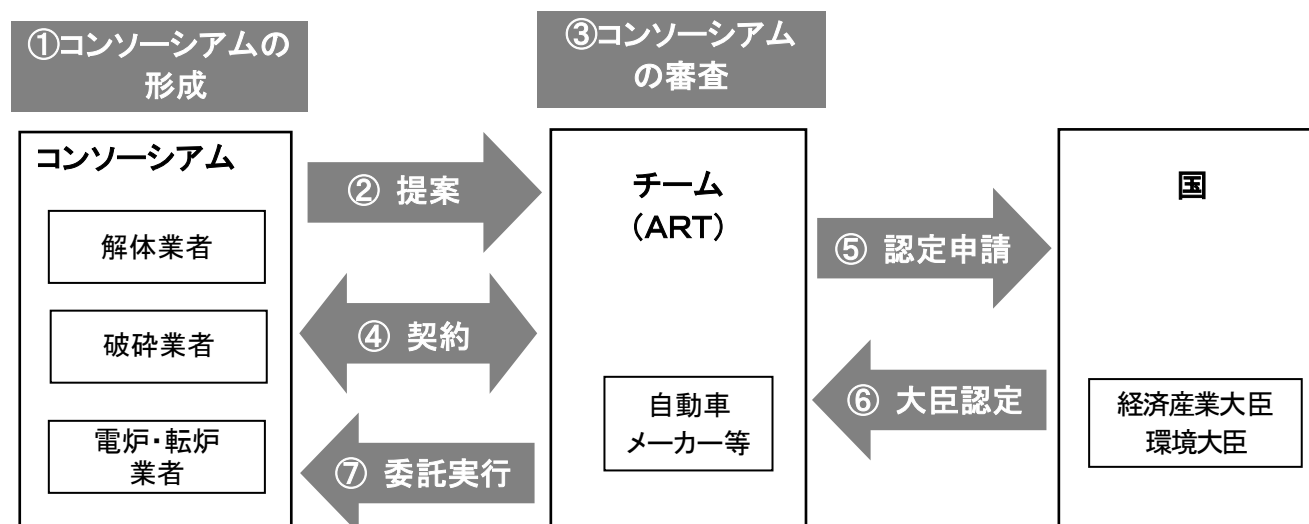 ①コンソーシアムの
形成
③コンソーシアム
の審査
コンソーシアム
解体業者
破砕業者
電炉・転炉
業者
② 提案
④ 契約
⑦ 委託実行
チーム
（ART）
自動車
メーカー等
⑤ 認定申請
⑥ 大臣認定
国
経済産業大臣
環境大臣